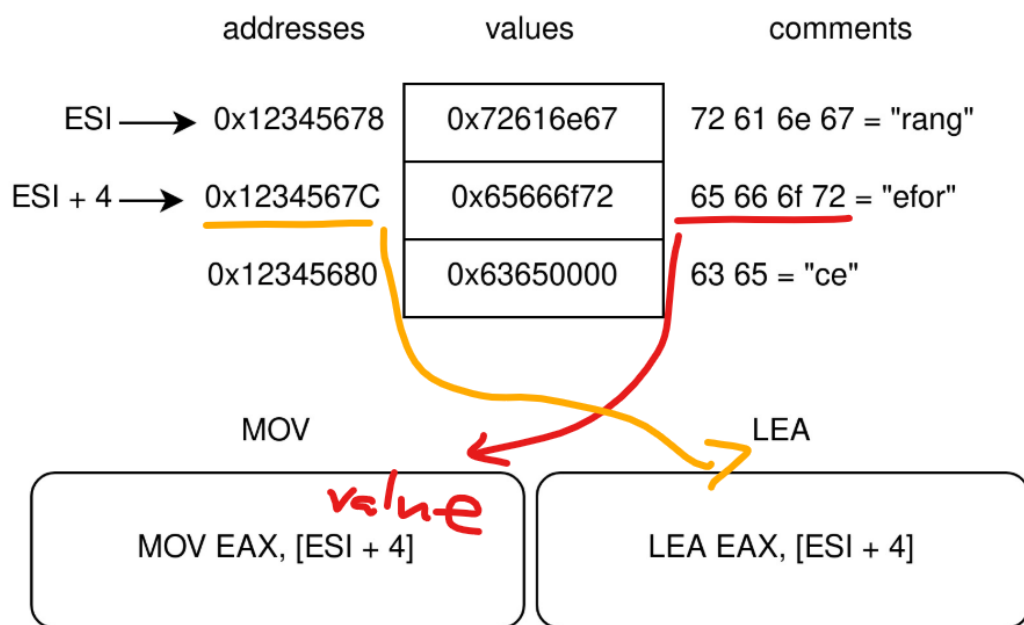 addresses values comments
ESI 0x12345678 0x72616e67 72 61 6e 67 = "rang"
ESI + 4 0x1234567C 0x65666f72 65 66 6f 72 = "efor"
0x12345680 0x63650000 63 65 = "ce"
MOV LEA
value
MOV EAX, [ESI + 4] LEA EAX, [ESI + 4]